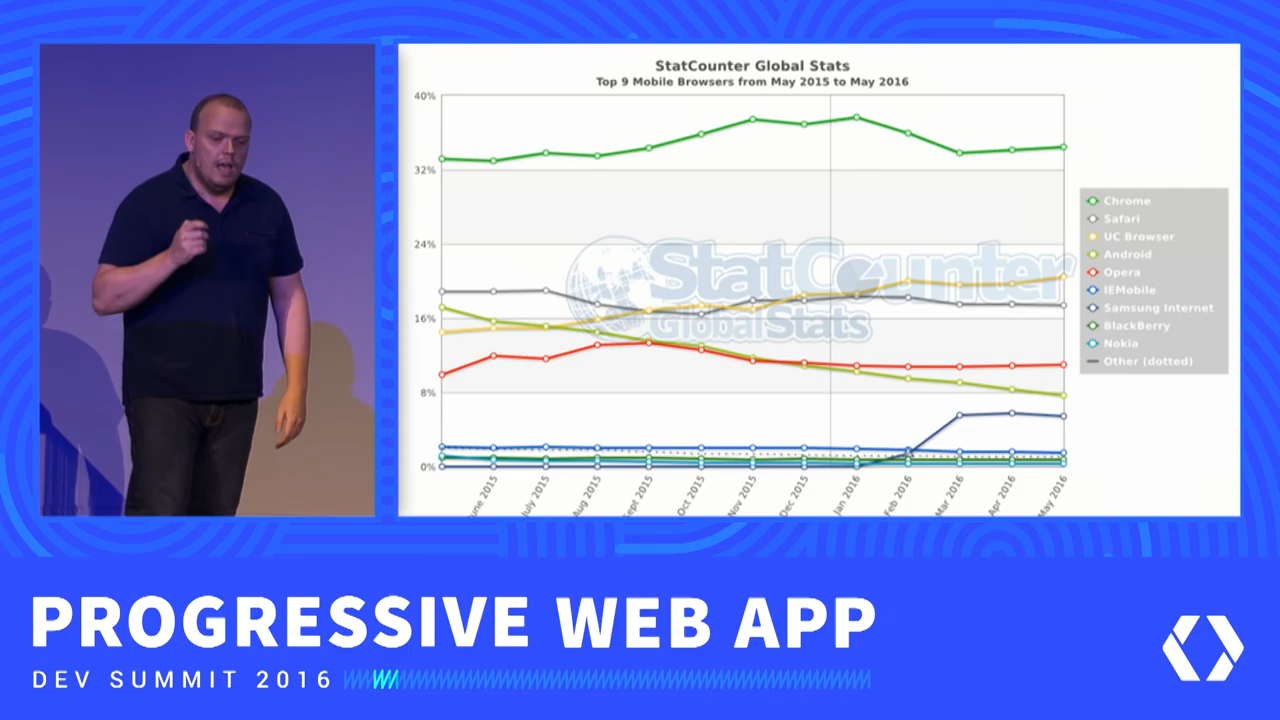 StatCounter Global Stats
Top 9 Mobile Browsers from May 2015 to May 2016
40%
32%
24%
16%
8%
0%
StatCounter
GlobalStats
June 2015
July 2015
Aug 2015
Sept 2015
Oct 2015
Nov 2015
Dec 2015
Jan 2016
Feb 2016
Mar 2016
Apr 2016
May 2016
Chrome
Safari
UC Browser
Android
Opera
IEMobile
Samsung Internet
BlackBerry
Nokia
Other (dotted)
PROGRESSIVE WEB APP
DEV SUMMIT 2016